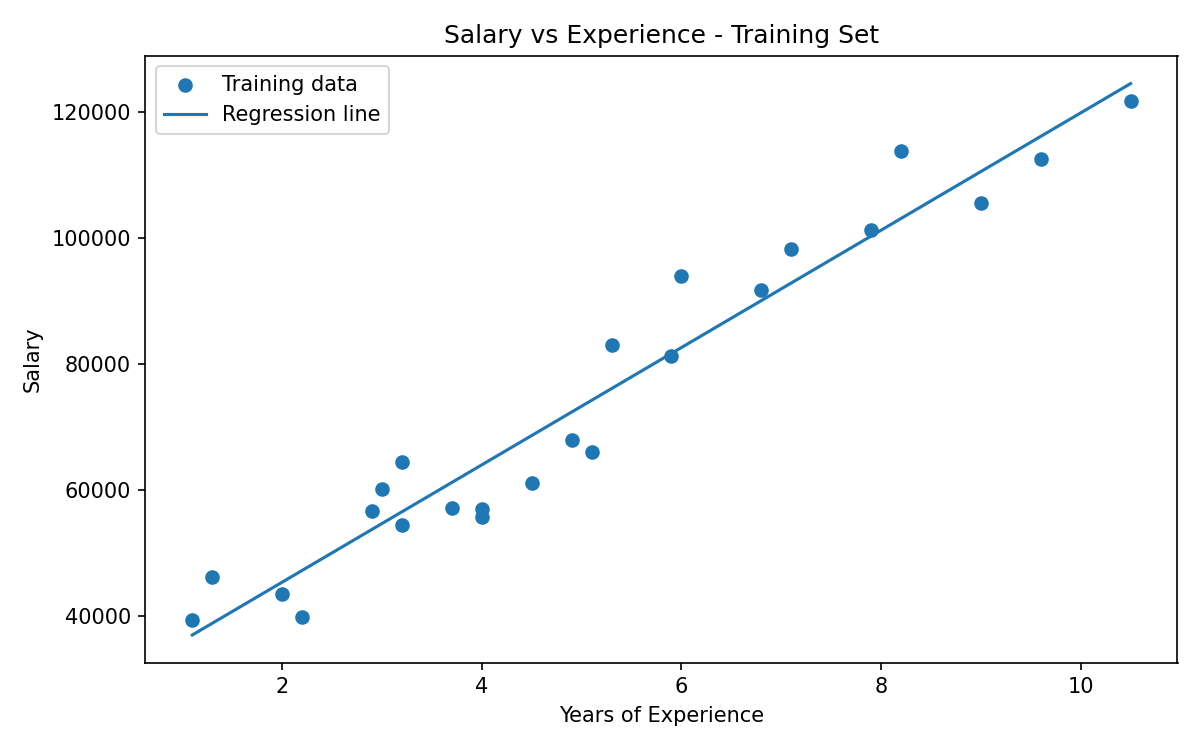 Salary vs Experience - Training Set
Training data
Regression line
120000
100000
80000
60000
40000
Salary
2
4
6
8
10
Years of Experience